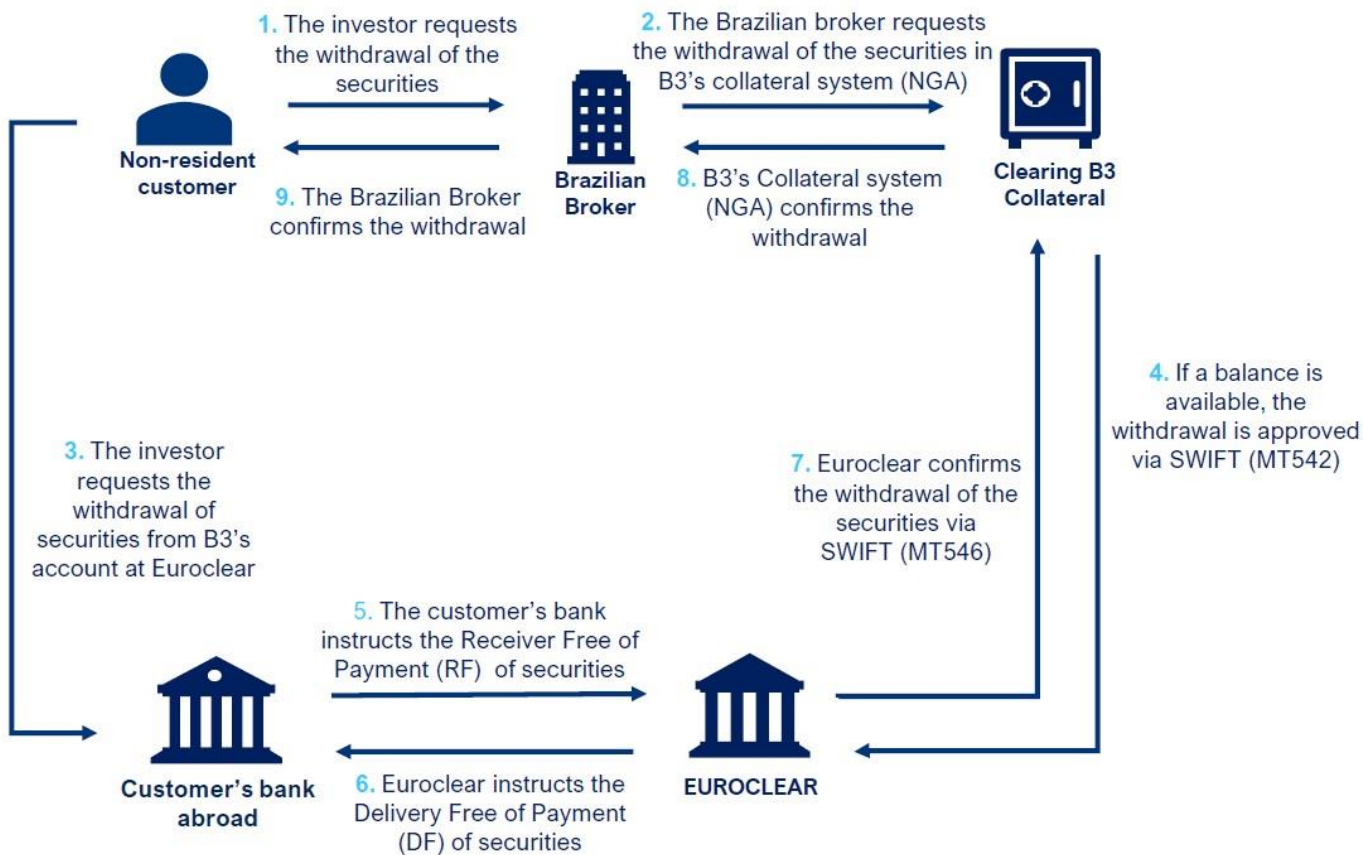 1. The investor requests
the withdrawal of the
securities
2. The Brazilian broker requests
the withdrawal of the securities in
B3's collateral system (NGA)
Non-resident
customer
Brazilian
Broker
Clearing B3
Collateral
9. The Brazilian Broker
confirms the withdrawal
8. B3's Collateral system
(NGA) confirms the
withdrawal
3. The investor
requests the
withdrawal of
securities from B3's
account at Euroclear
7. Euroclear confirms
the withdrawal of the
securities via
SWIFT (MT546)
4. If a balance is
available, the
withdrawal is approved
via SWIFT (MT542)
5. The customer's bank
instructs the Receiver Free of
Payment (RF) of securities
Customer's bank
abroad
6. Euroclear instructs the
Delivery Free of Payment
(DF) of securities
EUROCLEAR